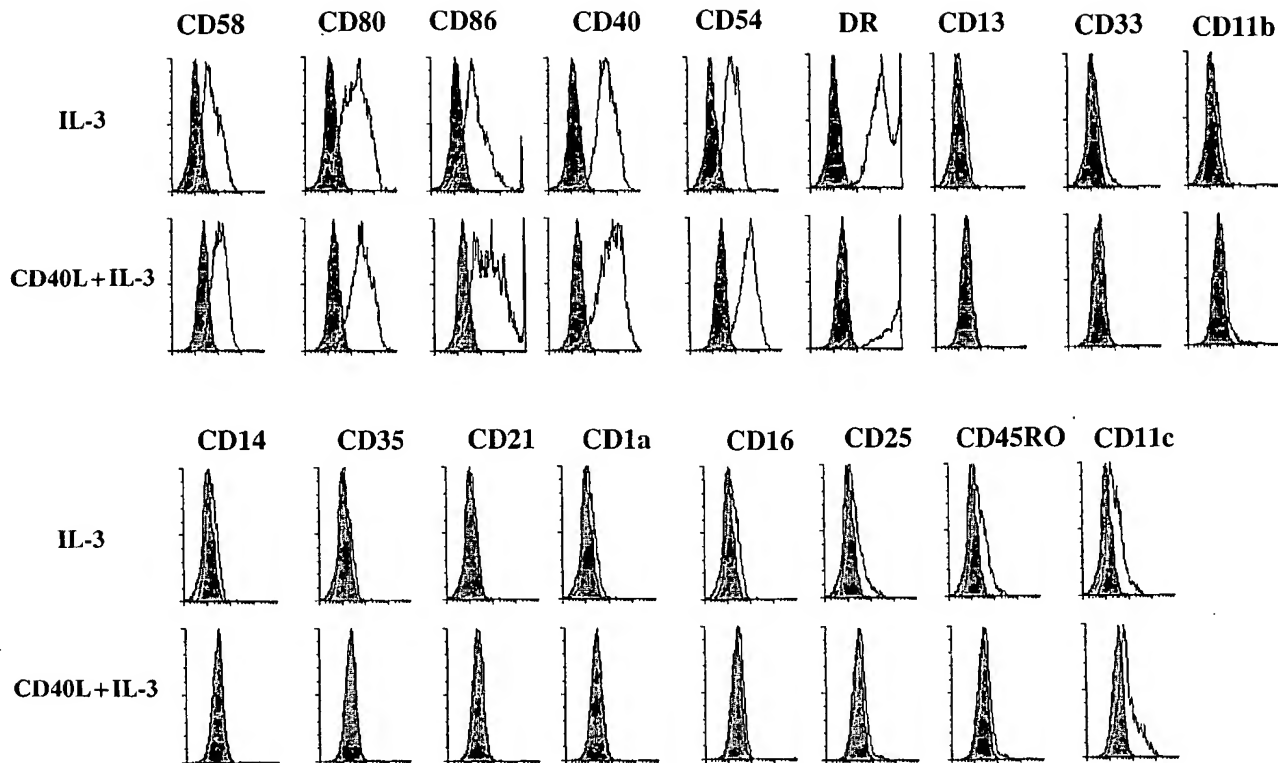 CD58 CD80 CD86 CD40 CD54 DR CD13 CD33 CD11b
IL-3
CD40L+IL-3
CD14 CD35 CD21 CD1a CD16 CD25 CD45RO CD11c
IL-3
CD40L+IL-3